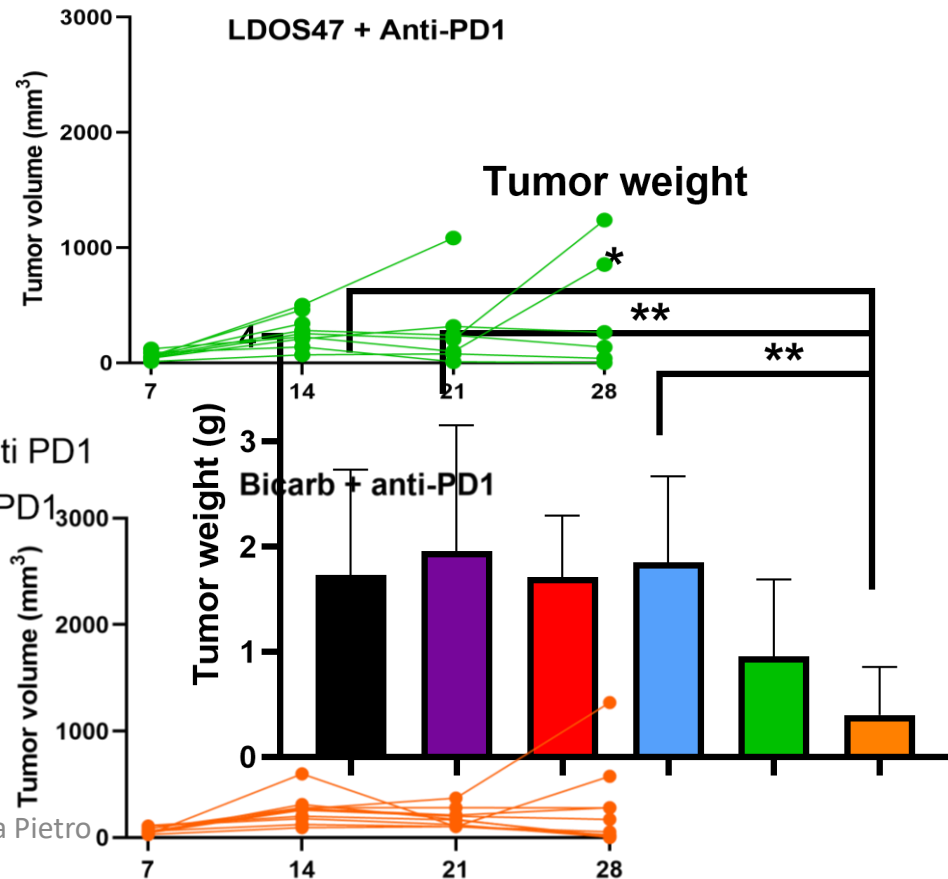 3000
LDOS47 + Anti-PD1
2000
Tumor volume (mm³)
Tumor weight
1000
*
**
4
0
**
7
14
21
28
Tumor weight (g)
3
ti PD1
Bicarb + anti-PD1
PD1
3000
2
Tumor volume (mm³)
2000
1
1000
0
a Pietro
0
7
14
21
28